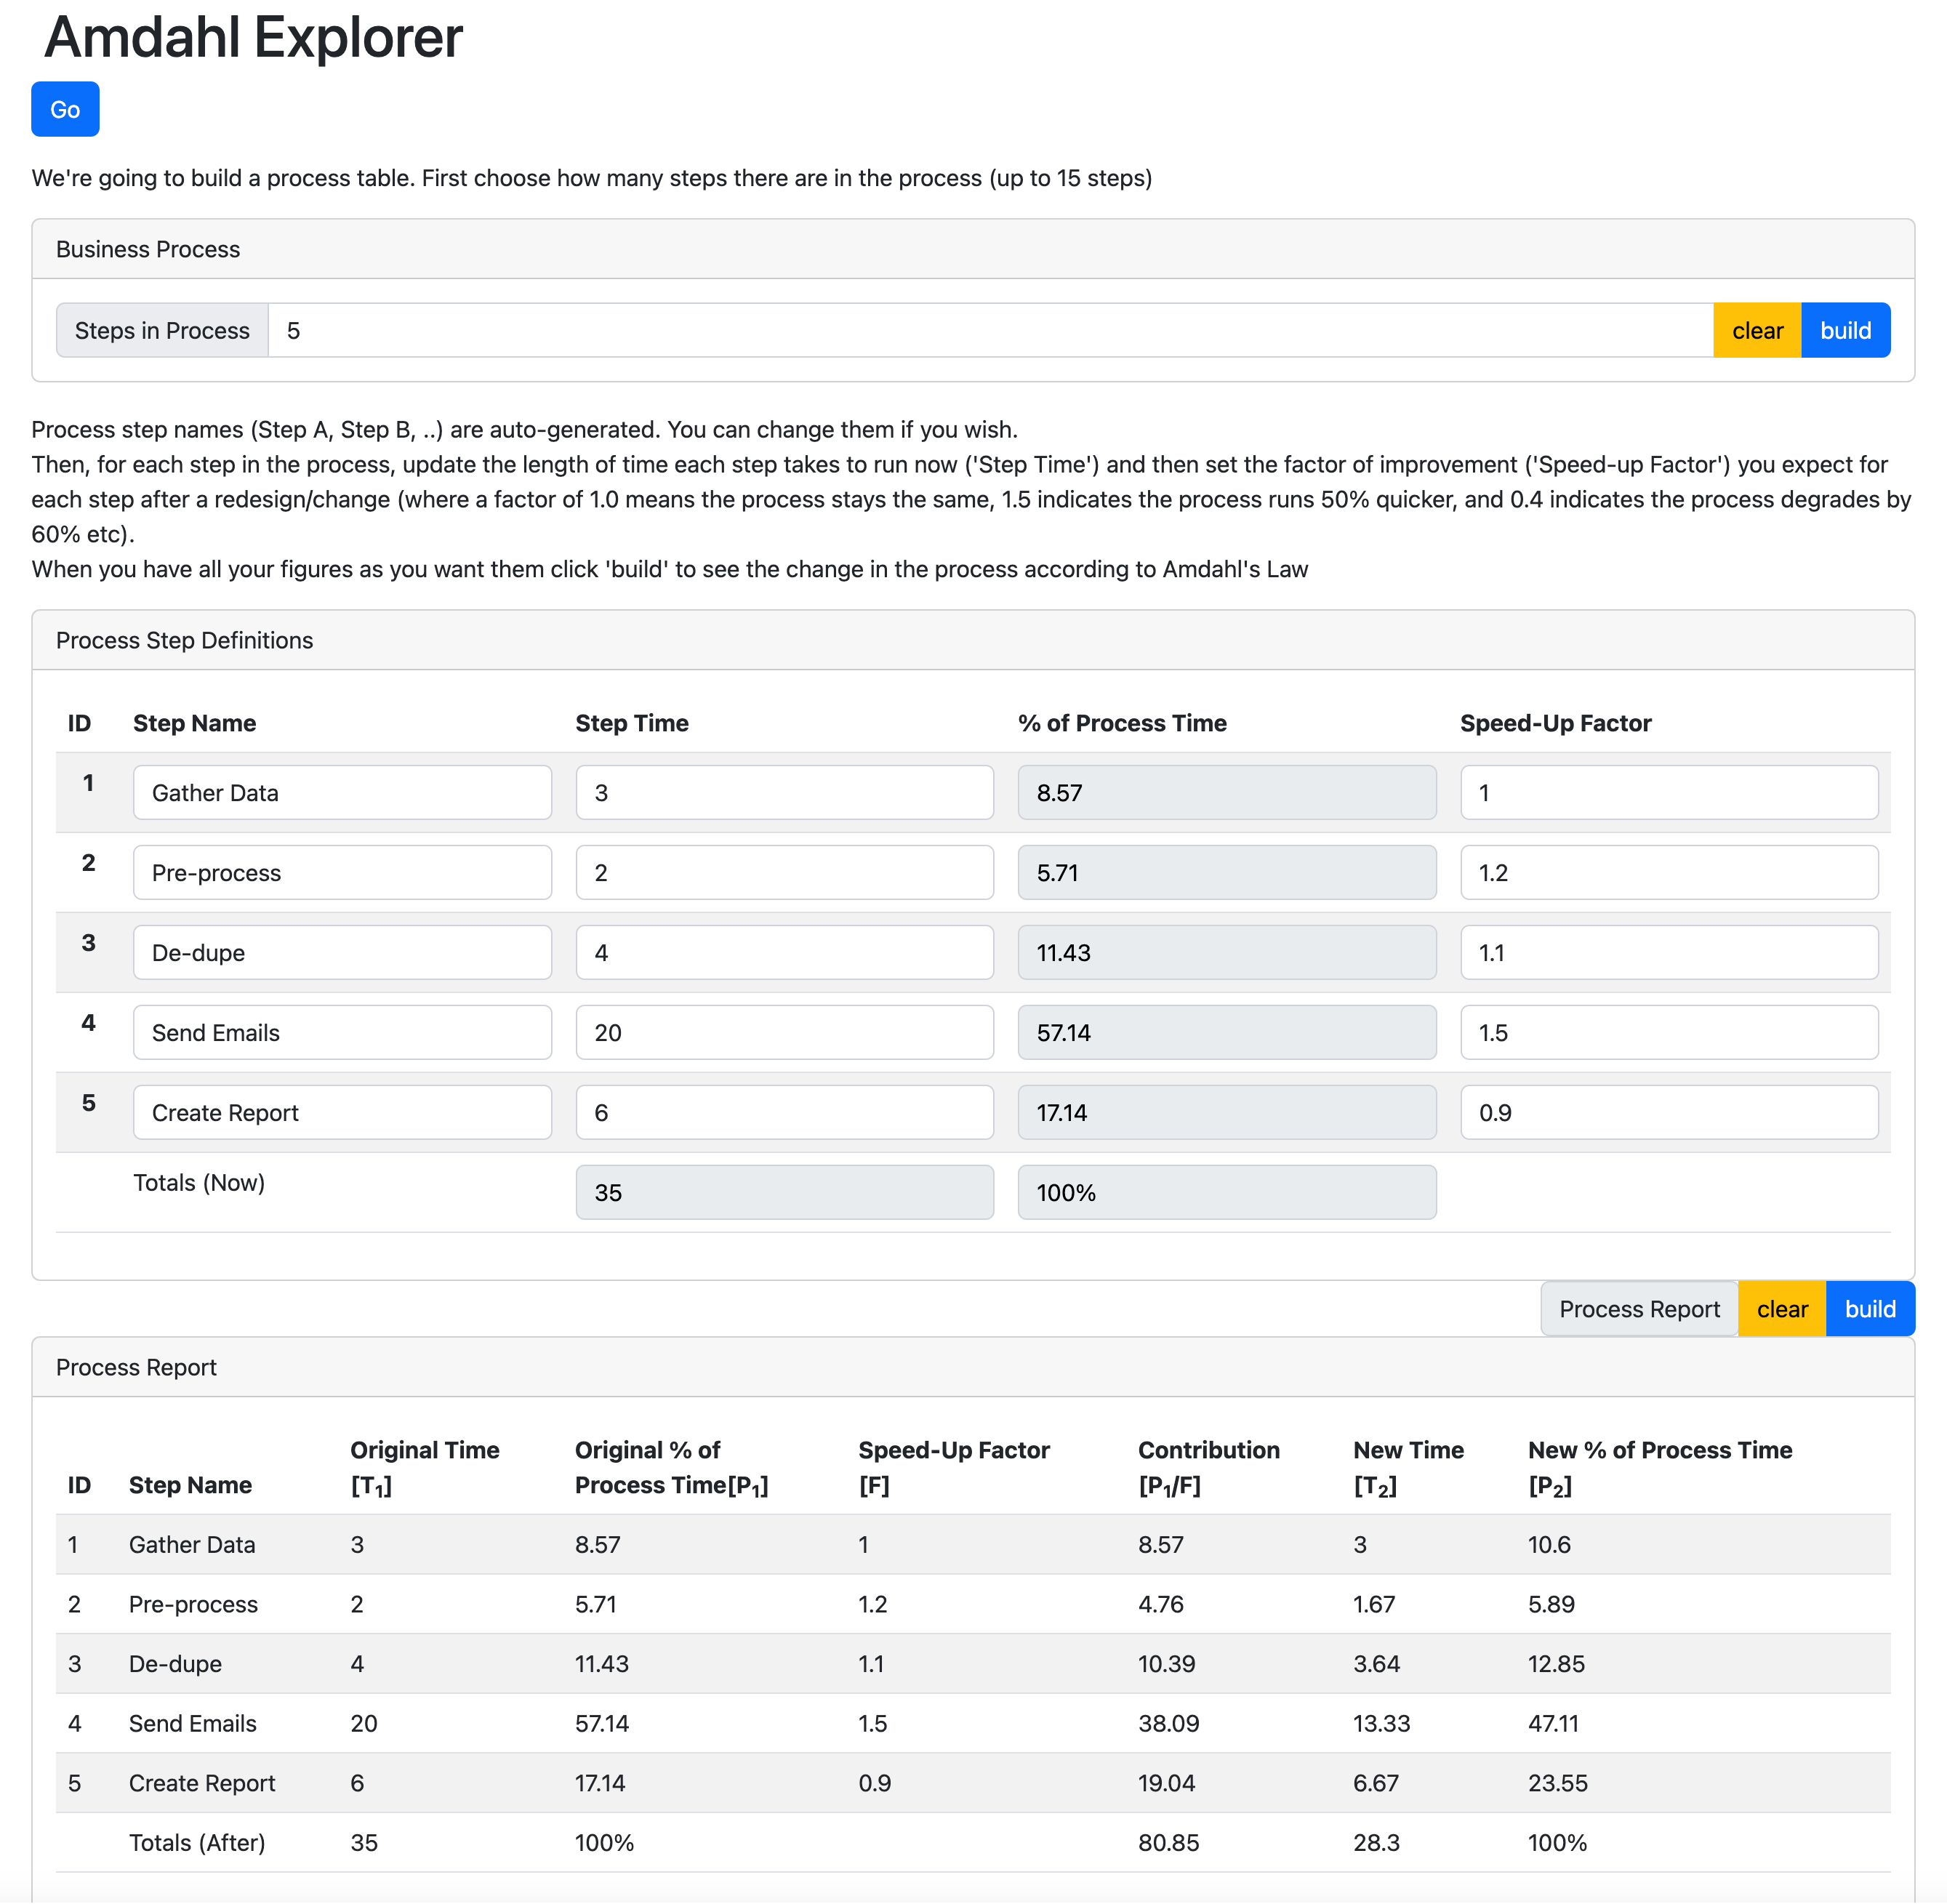 Amdahl Explorer
Go
We're going to build a process table. First choose how many steps there are in the process (up to 15 steps)
Business Process
Steps in Process 5 clear build
Process step names (Step A, Step B, ..) are auto-generated. You can change them if you wish.
Then, for each step in the process, update the length of time each step takes to run now ('Step Time') and then set the factor of improvement ('Speed-up Factor') you expect for
each step after a redesign/change (where a factor of 1.0 means the process stays the same, 1.5 indicates the process runs 50% quicker, and 0.4 indicates the process degrades by
60% etc).
When you have all your figures as you want them click 'build' to see the change in the process according to Amdahl's Law
Process Step Definitions
ID Step Name Step Time % of Process Time Speed-Up Factor
1 Gather Data 3 8.57 1
2 Pre-process 2 5.71 1.2
3 De-dupe 4 11.43 1.1
4 Send Emails 20 57.14 1.5
5 Create Report 6 17.14 0.9
Totals (Now) 35 100%
Process Report clear build
Process Report
Original Time Original % of Speed-Up Factor Contribution New Time New % of Process Time
ID Step Name [T₁] Process Time[P₁] [F] [P₁/F] [T₂] [P₂]
1 Gather Data 3 8.57 1 8.57 3 10.6
2 Pre-process 2 5.71 1.2 4.76 1.67 5.89
3 De-dupe 4 11.43 1.1 10.39 3.64 12.85
4 Send Emails 20 57.14 1.5 38.09 13.33 47.11
5 Create Report 6 17.14 0.9 19.04 6.67 23.55
Totals (After) 35 100% 80.85 28.3 100%